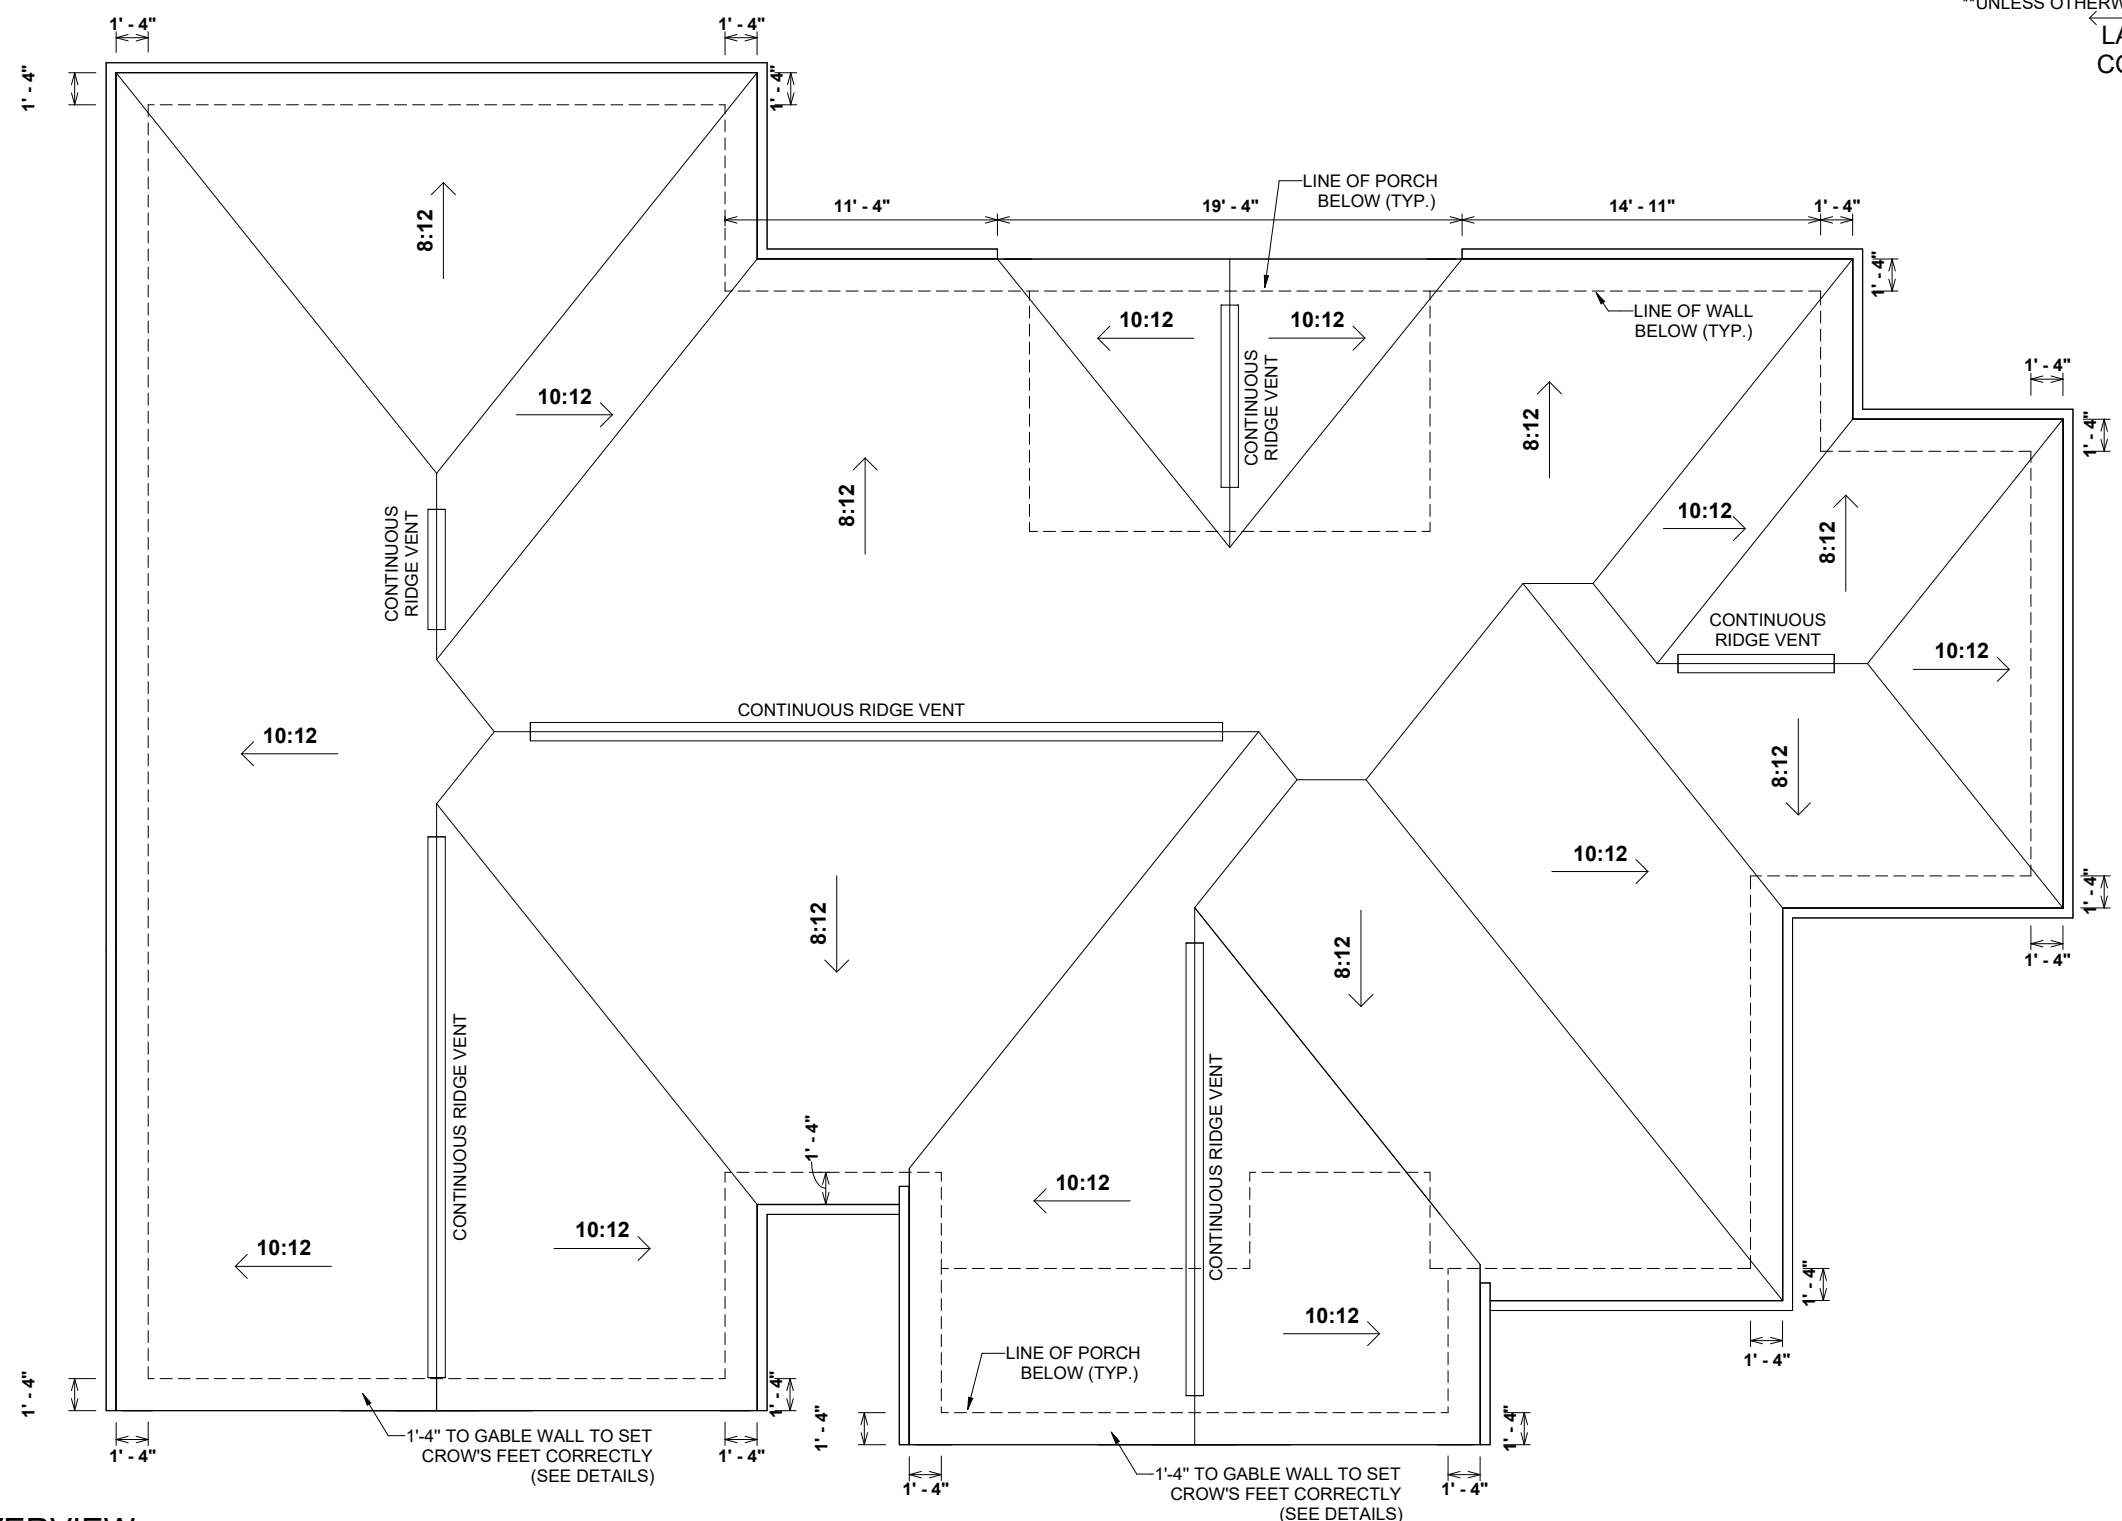 **UNLESS OTHERW
LA
CO
1' - 4"
1' - 4"
1' - 4"
1' - 4"
LINE OF PORCH
BELOW (TYP.)
11' - 4"
19' - 4"
14' - 11"
1' - 4"
8:12
1' - 4"
10:12
10:12
LINE OF WALL
BELOW (TYP.)
CONTINUOUS
RIDGE VENT
1' - 4"
10:12
8:12
1' - 4"
8:12
10:12
8:12
CONTINUOUS
RIDGE VENT
CONTINUOUS
RIDGE VENT
10:12
CONTINUOUS RIDGE VENT
10:12
8:12
10:12
8:12
8:12
1' - 4"
1' - 4"
CONTINUOUS RIDGE VENT
1' - 4"
CONTINUOUS RIDGE VENT
10:12
10:12
10:12
10:12
1' - 4"
LINE OF PORCH
BELOW (TYP.)
1' - 4"
1' - 4"
1' - 4"
1' - 4"
1' - 4"
1' - 4"
1'-4" TO GABLE WALL TO SET
CROW'S FEET CORRECTLY
(SEE DETAILS)
1' - 4"
1' - 4"
1' - 4"
1'-4" TO GABLE WALL TO SET
CROW'S FEET CORRECTLY
(SEE DETAILS)
VERVIEW